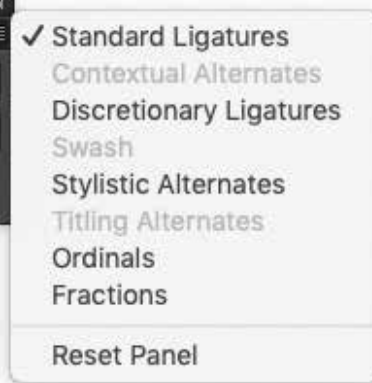 Standard Ligatures
Contextual Alternates
Discretionary Ligatures
Swash
Stylistic Alternates
Titling Alternates
Ordinals
Fractions
Reset Panel